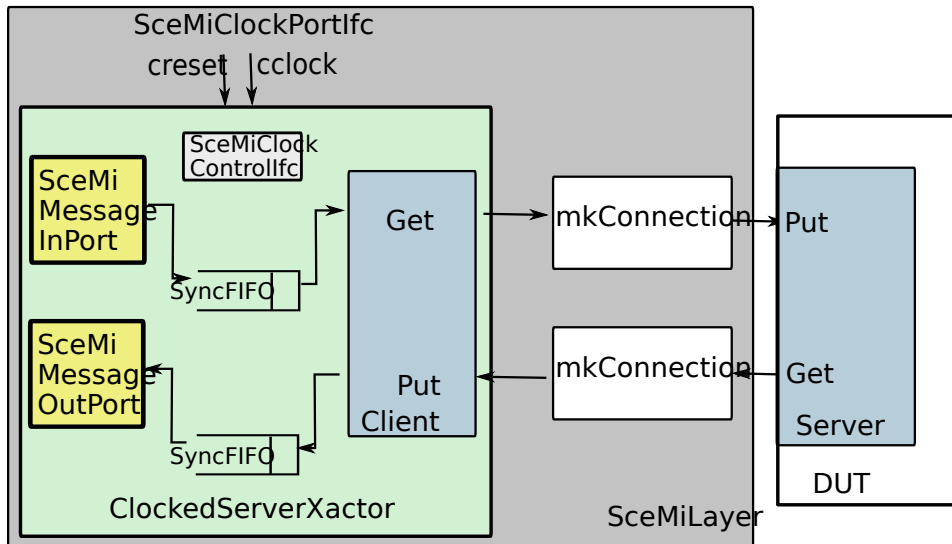 SceMiClockPortIfc
creset cclock
SceMiClock
ControlIfc
SceMi
Message
InPort
Get
mkConnection
Put
SyncFIFO
SceMi
Message
OutPort
Put
Client
mkConnection
Get
Server
SyncFIFO
ClockedServerXactor
SceMiLayer
DUT